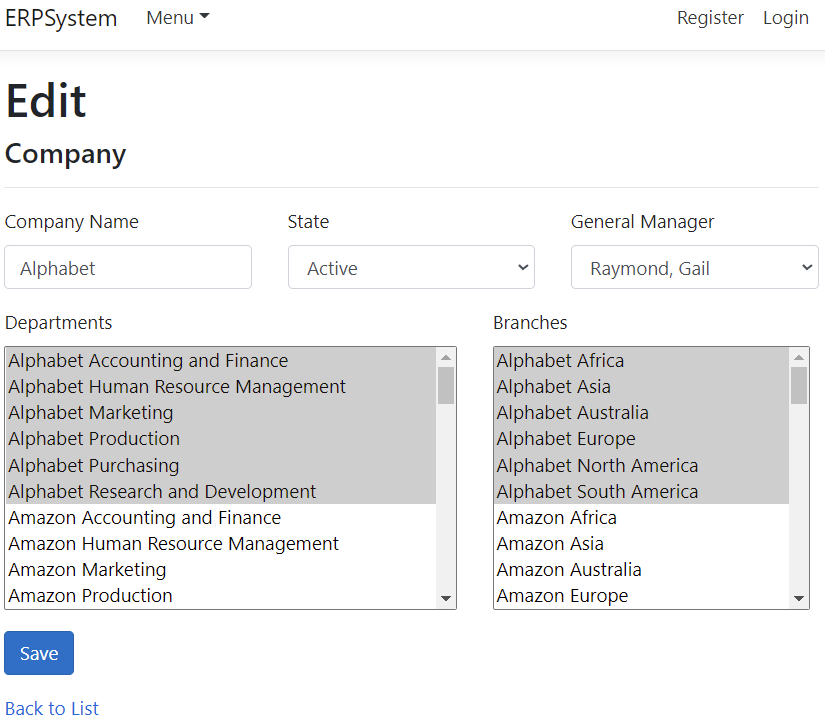 ERPSystem Menu Register Login
Edit
Company
Company Name State General Manager
Alphabet Active Raymond, Gail
Departments Branches
Alphabet Accounting and Finance
Alphabet Human Resource Management
Alphabet Marketing
Alphabet Production
Alphabet Purchasing
Alphabet Research and Development
Amazon Accounting and Finance
Amazon Human Resource Management
Amazon Marketing
Amazon Production
Alphabet Africa
Alphabet Asia
Alphabet Australia
Alphabet Europe
Alphabet North America
Alphabet South America
Amazon Africa
Amazon Asia
Amazon Australia
Amazon Europe
Save
Back to List